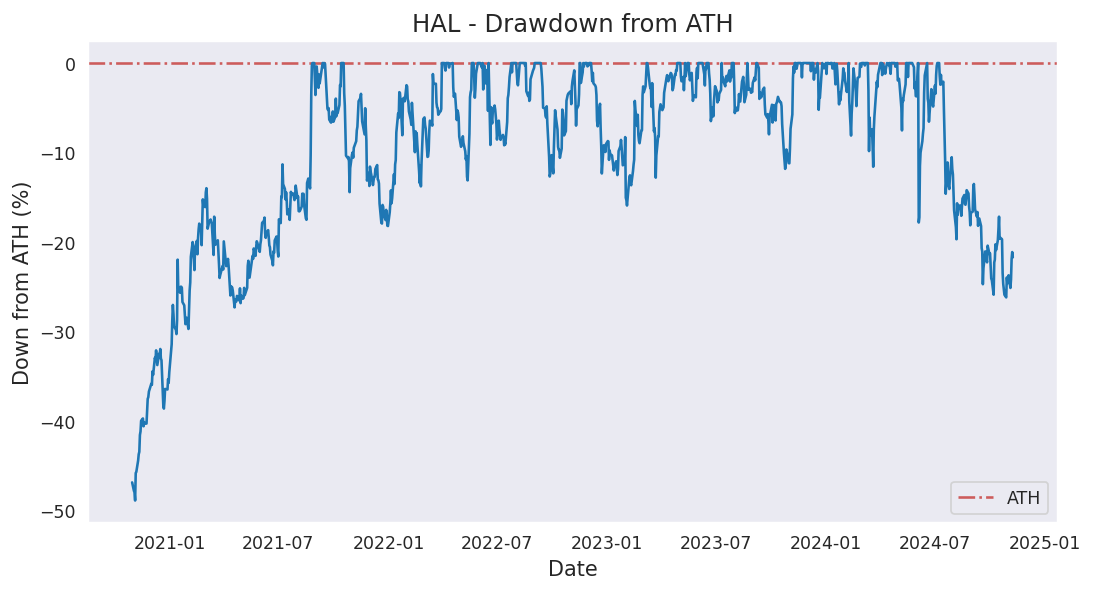 HAL - Drawdown from ATH
Down from ATH (%)
0
−10
−20
−30
−40
−50
ATH
2021-01 2021-07 2022-01 2022-07 2023-01 2023-07 2024-01 2024-07 2025-01
Date